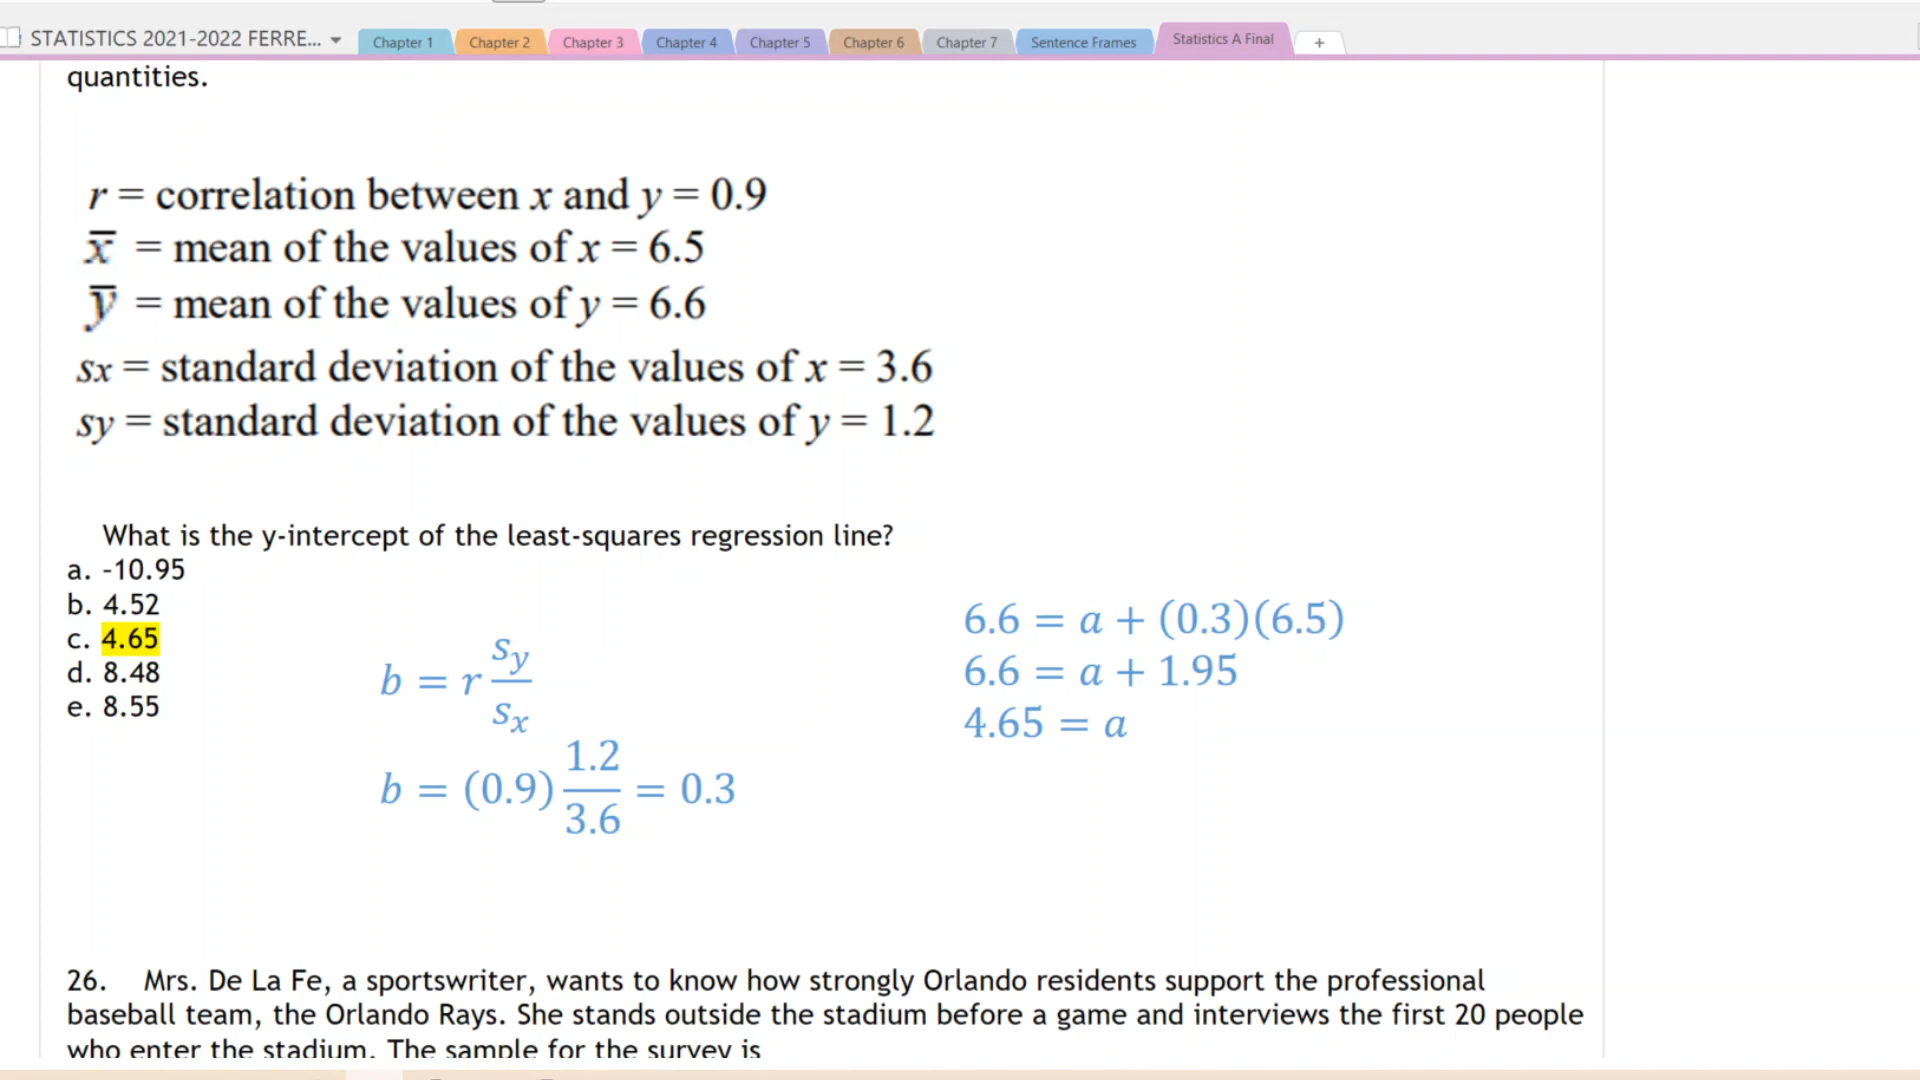 STATISTICS 2021-2022 FERRE...
Chapter 1
Chapter 2
Chapter 3
Chapter 4
Chapter 5
Chapter 6
Chapter 7
Sentence Frames
Statistics A Final
+
quantities.
r = correlation between x and y = 0.9
x̅ = mean of the values of x = 6.5
y̅ = mean of the values of y = 6.6
sx = standard deviation of the values of x = 3.6
sy = standard deviation of the values of y = 1.2
What is the y-intercept of the least-squares regression line?
a. -10.95
b. 4.52
c. 4.65
d. 8.48
e. 8.55
b = r s_y / s_x
b = (0.9) 1.2 / 3.6 = 0.3
6.6 = a + (0.3)(6.5)
6.6 = a + 1.95
4.65 = a
26. Mrs. De La Fe, a sportswriter, wants to know how strongly Orlando residents support the professional
baseball team, the Orlando Rays. She stands outside the stadium before a game and interviews the first 20 people
who enter the stadium. The sample for the survey is